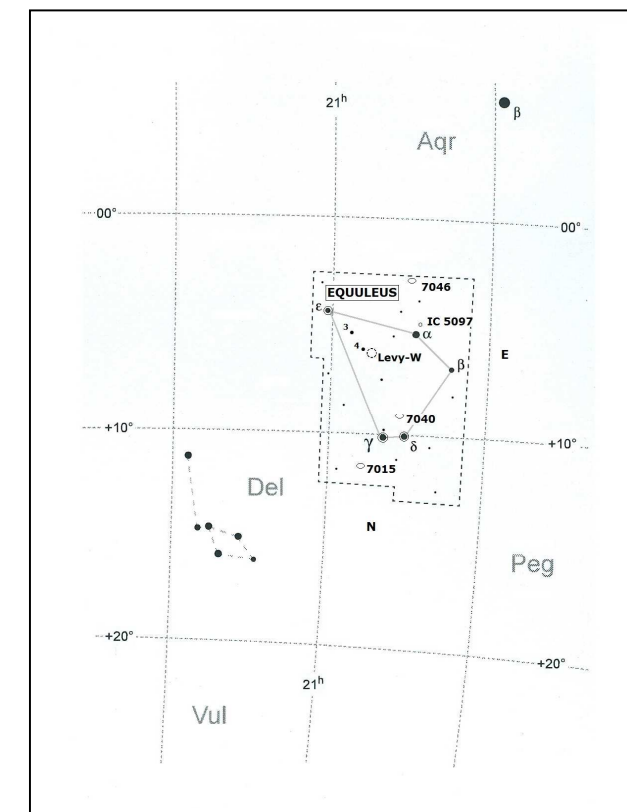 21h
β
Aqr
00°
00°
7046
EQUULEUS
ε
IC 5097
3
α
4
Levy-W
E
β
7040
+10°
γ
δ
+10°
7015
Del
N
Peg
+20°
+20°
21h
Vul